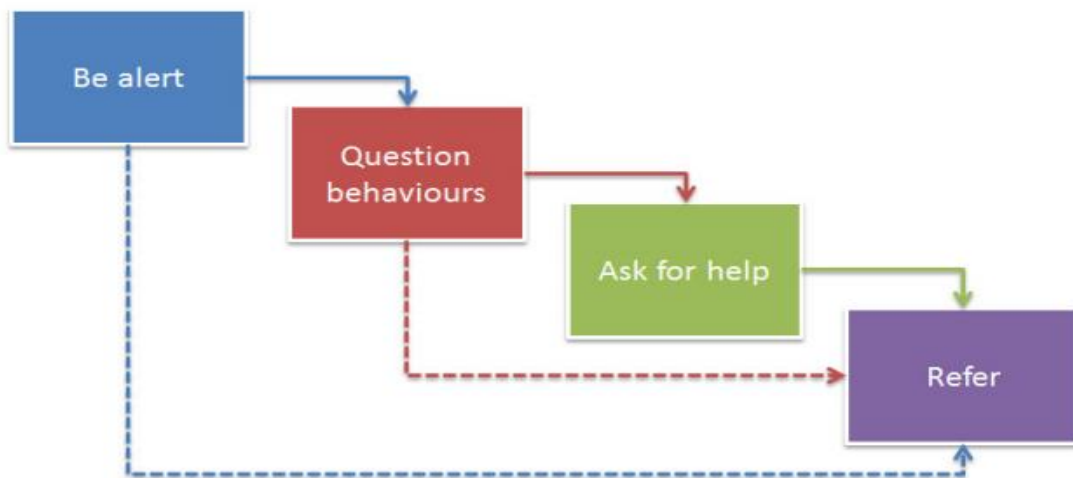 Be alert
Question
behaviours
Ask for help
Refer